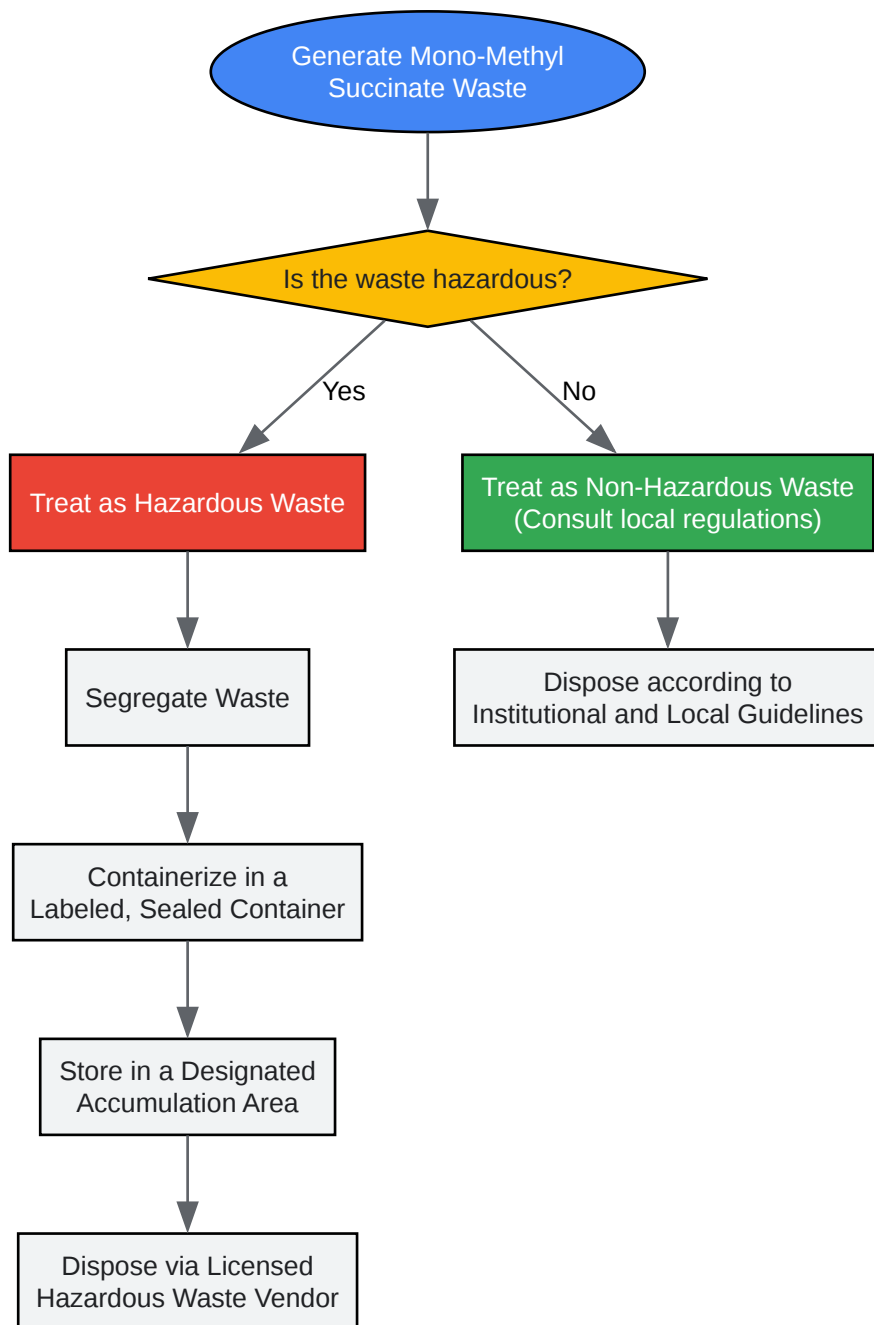 Generate Mono-Methyl
Succinate Waste
Is the waste hazardous?
Yes
No
Treat as Hazardous Waste
Treat as Non-Hazardous Waste
(Consult local regulations)
Segregate Waste
Dispose according to
Institutional and Local Guidelines
Containerize in a
Labeled, Sealed Container
Store in a Designated
Accumulation Area
Dispose via Licensed
Hazardous Waste Vendor